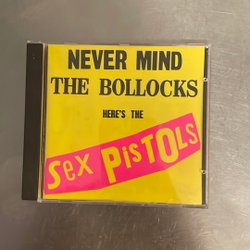 NEVER MIND
THE BOLLOCKS
HERE'S THE
Sex PiSTOLS